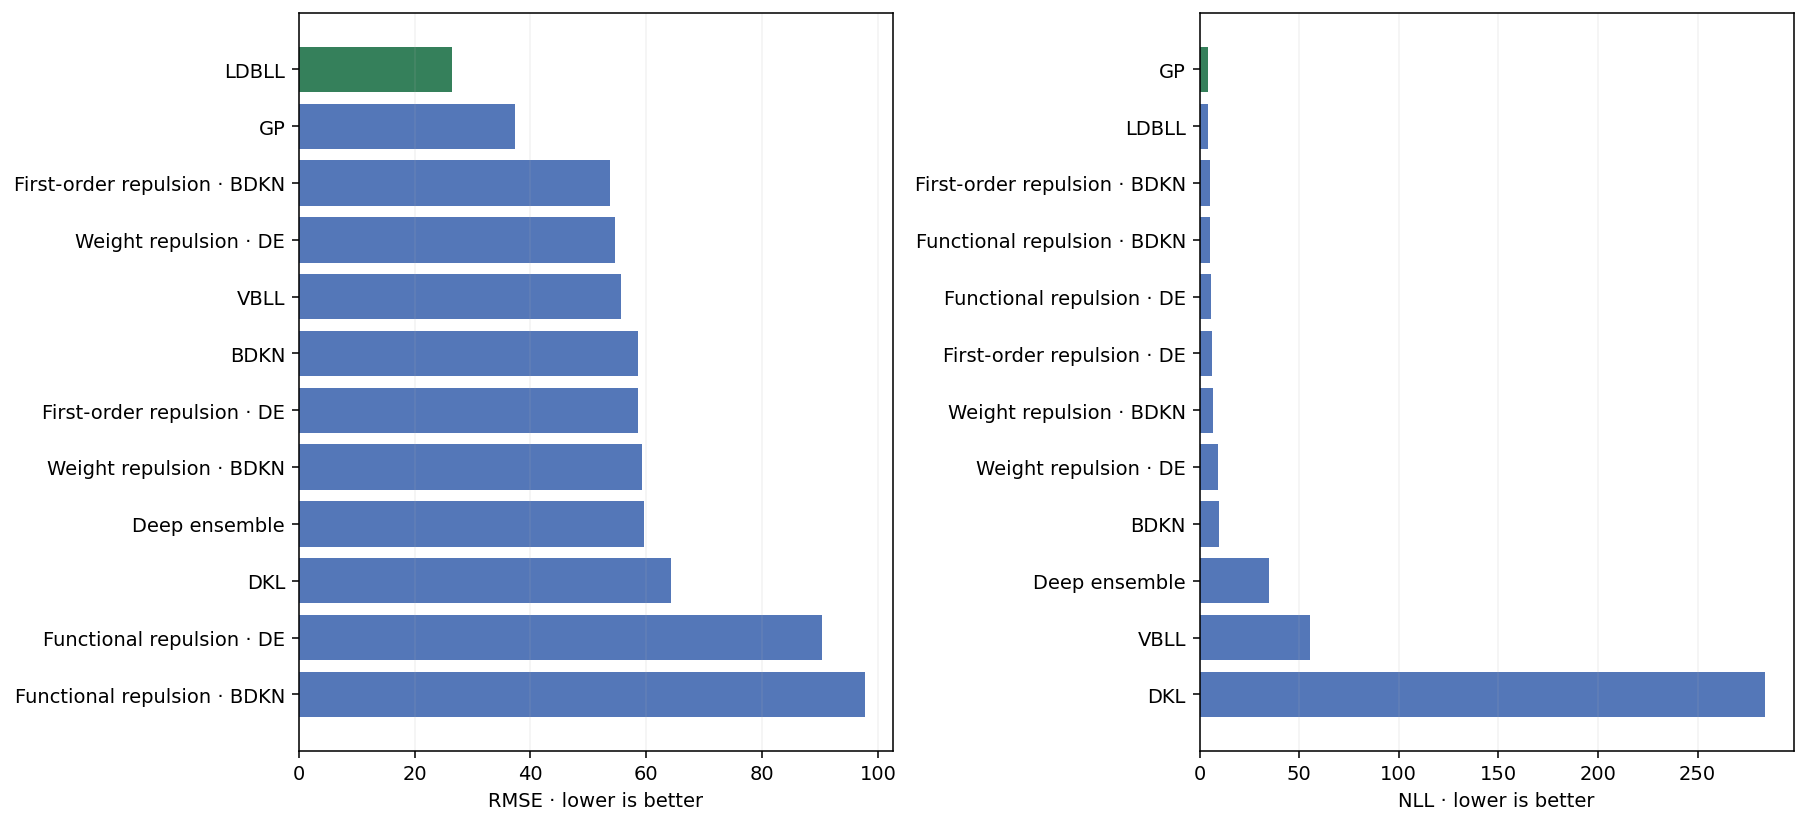 LDBLL
GP
First-order repulsion · BDKN
Weight repulsion · DE
VBLL
BDKN
First-order repulsion · DE
Weight repulsion · BDKN
Deep ensemble
DKL
Functional repulsion · DE
Functional repulsion · BDKN
0 20 40 60 80 100
RMSE · lower is better
GP
LDBLL
First-order repulsion · BDKN
Functional repulsion · BDKN
Functional repulsion · DE
First-order repulsion · DE
Weight repulsion · BDKN
Weight repulsion · DE
BDKN
Deep ensemble
VBLL
DKL
0 50 100 150 200 250
NLL · lower is better